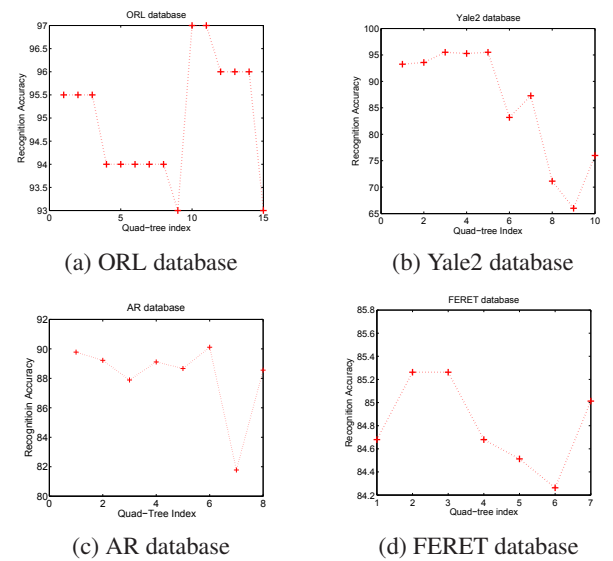 ORL database
97
96.5
96
95.5
95
94.5
94
93.5
93
0 5 10 15
Recognition Accuracy
Quad-tree index
(a) ORL database
Yale2 database
100
95
90
85
80
75
70
65
0 2 4 6 8 10
Recognition Accuracy
Quad-tree Index
(b) Yale2 database
AR database
92
90
88
86
84
82
80
0 2 4 6 8
Recognitioin Accuracy
Quad-Tree Index
(c) AR database
FERET database
85.8
85.6
85.4
85.2
85
84.8
84.6
84.4
84.2
1 2 3 4 5 6 7
Recognition Accuracy
Quad-tree index
(d) FERET database